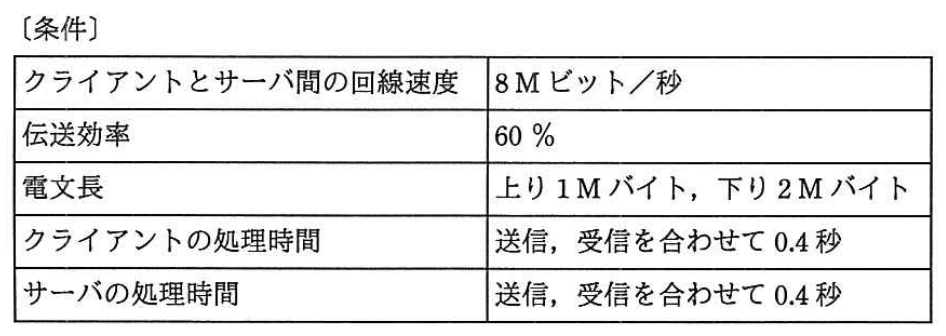 〔条件〕
クライアントとサーバ間の回線速度 8 M ビット／秒
伝送効率 60 %
電文長 上り 1 M バイト，下り 2 M バイト
クライアントの処理時間 送信，受信を合わせて 0.4 秒
サーバの処理時間 送信，受信を合わせて 0.4 秒